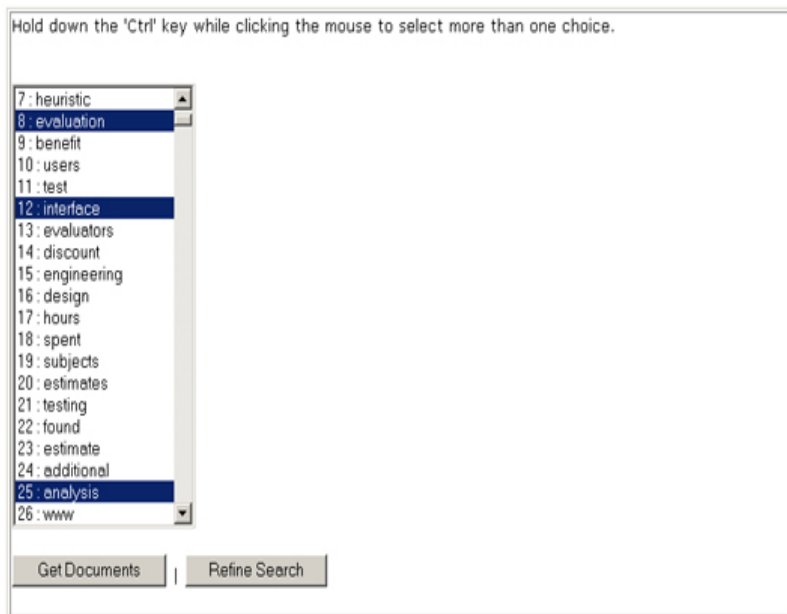 Hold down the 'Ctrl' key while clicking the mouse to select more than one choice.
7 : heuristic
8 : evaluation
9 : benefit
10 : users
11 : test
12 : interface
13 : evaluators
14 : discount
15 : engineering
16 : design
17 : hours
18 : spent
19 : subjects
20 : estimates
21 : testing
22 : found
23 : estimate
24 : additional
25 : analysis
26 : www
Get Documents | Refine Search